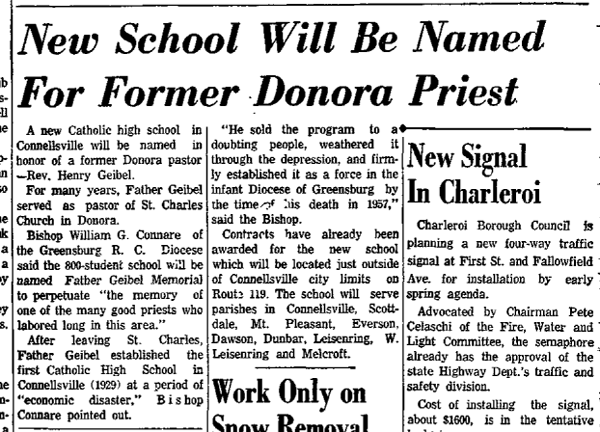 New School Will Be Named
For Former Donora Priest
A new Catholic high school in
Connellsville will be named in
honor of a former Donora pastor
—Rev. Henry Geibel.
For many years, Father Geibel
served as pastor of St. Charles
Church in Donora.
Bishop William G. Connare of
the Greensburg R. C. Diocese
said the 800-student school will be
named Father Geibel Memorial
to perpetuate "the memory of
one of the many good priests who
labored long in this area."
After leaving St. Charles,
Father Geibel established the
first Catholic High School in
Connellsville (1929) at a period of
"economic disaster," Bishop
Connare pointed out.
"He sold the program to a
doubting people, weathered it
through the depression, and firm-
ly established it as a force in the
infant Diocese of Greensburg by
the time of his death in 1957,"
said the Bishop.
Contracts have already been
awarded for the new school
which will be located just outside
of Connellsville city limits on
Route 119. The school will serve
parishes in Connellsville, Scott-
dale, Mt. Pleasant, Everson,
Dawson, Dunbar, Leisenring, W.
Leisenring and Melcroft.
Work Only on
Snow Removal
New Signal
In Charleroi
Charleroi Borough Council is
planning a new four-way traffic
signal at First St. and Fallowfield
Ave. for installation by early
spring agenda.
Advocated by Chairman Pete
Celaschi of the Fire, Water and
Light Committee, the semaphore
already has the approval of the
state Highway Dept.'s traffic and
safety division.
Cost of installing the signal,
about $1600, is in the tentative